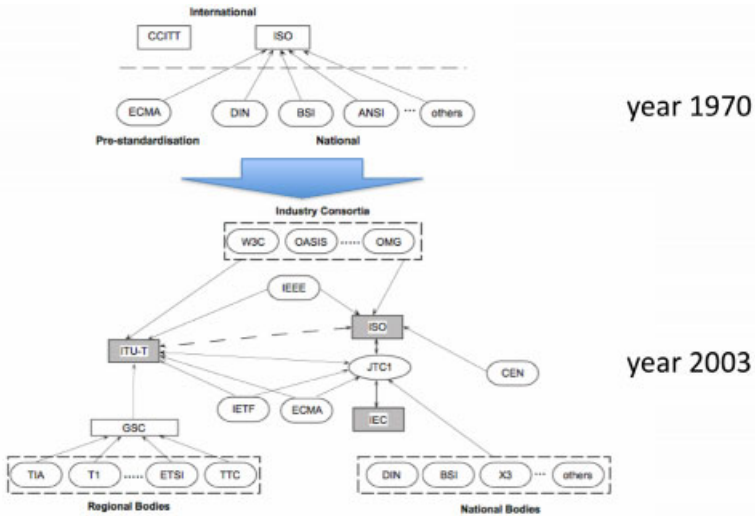 International
CCITT ISO
ECMA DIN BSI ANSI ... others
year 1970
Pre-standardisation National
Industry Consortia
W3C OASIS ..... OMG
IEEE
ISO
ITU-T
JTC1
CEN
year 2003
IETF ECMA
IEC
GSC
TIA T1 ..... ETSI TTC
DIN BSI X3 ... others
Regional Bodies National Bodies